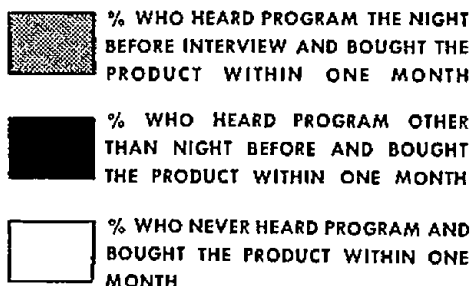 % WHO HEARD PROGRAM THE NIGHT
BEFORE INTERVIEW AND BOUGHT THE
PRODUCT WITHIN ONE MONTH
% WHO HEARD PROGRAM OTHER
THAN NIGHT BEFORE AND BOUGHT
THE PRODUCT WITHIN ONE MONTH
% WHO NEVER HEARD PROGRAM AND
BOUGHT THE PRODUCT WITHIN ONE
MONTH